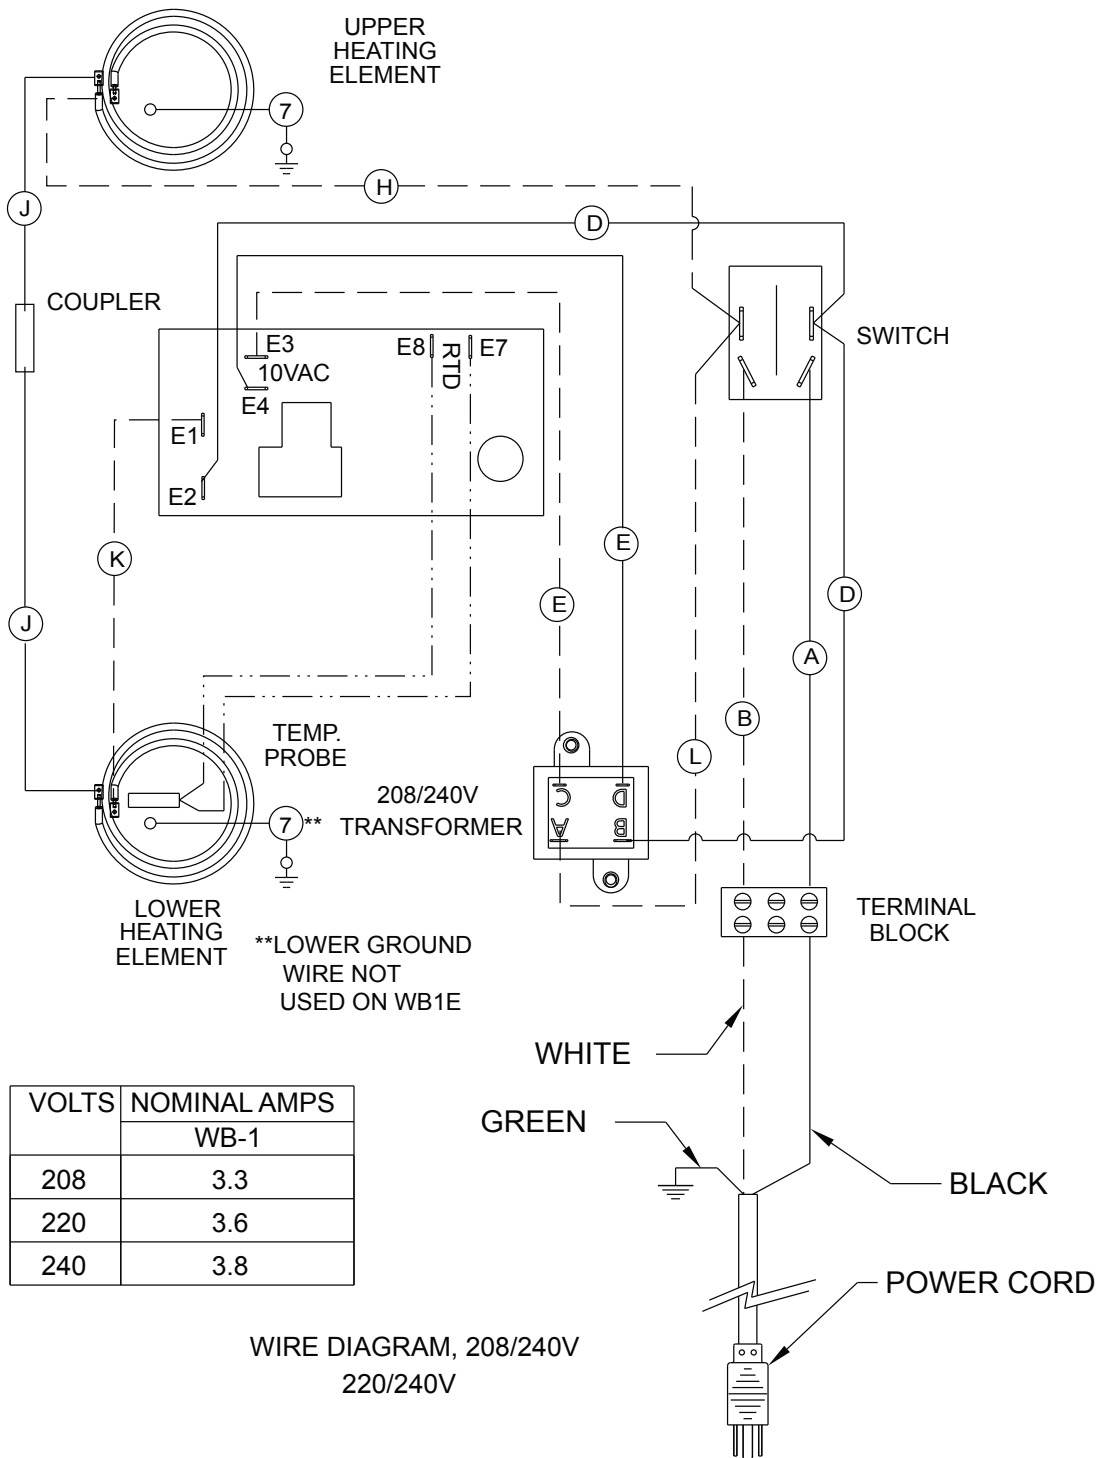 UPPER
HEATING
ELEMENT
7
H
J
D
COUPLER
SWITCH
E3
E8
RTD
E7
10VAC
E4
E1
E2
K
E
E
D
J
A
B
L
TEMP.
PROBE
208/240V
TRANSFORMER
C
D
A
B
7
**
LOWER
HEATING
ELEMENT
**LOWER GROUND
WIRE NOT
USED ON WB1E
TERMINAL
BLOCK
WHITE
GREEN
BLACK
POWER CORD
VOLTS NOMINAL AMPS
WB-1
208 3.3
220 3.6
240 3.8
WIRE DIAGRAM, 208/240V
220/240V